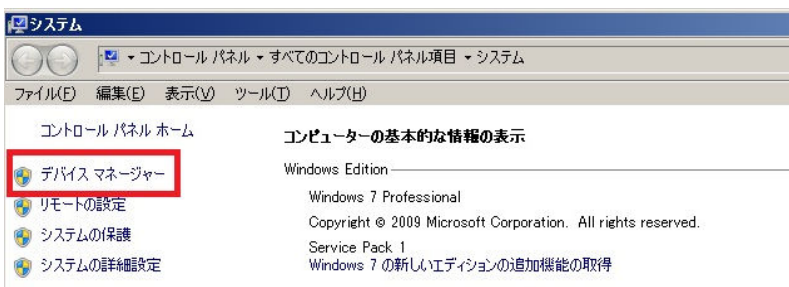 システム
コントロール パネル すべてのコントロール パネル項目 システム
ファイル(F) 編集(E) 表示(V) ツール(T) ヘルプ(H)
コントロール パネル ホーム
デバイス マネージャー
リモートの設定
システムの保護
システムの詳細設定
コンピューターの基本的な情報の表示
Windows Edition
Windows 7 Professional
Copyright © 2009 Microsoft Corporation. All rights reserved.
Service Pack 1
Windows 7 の新しいエディションの追加機能の取得